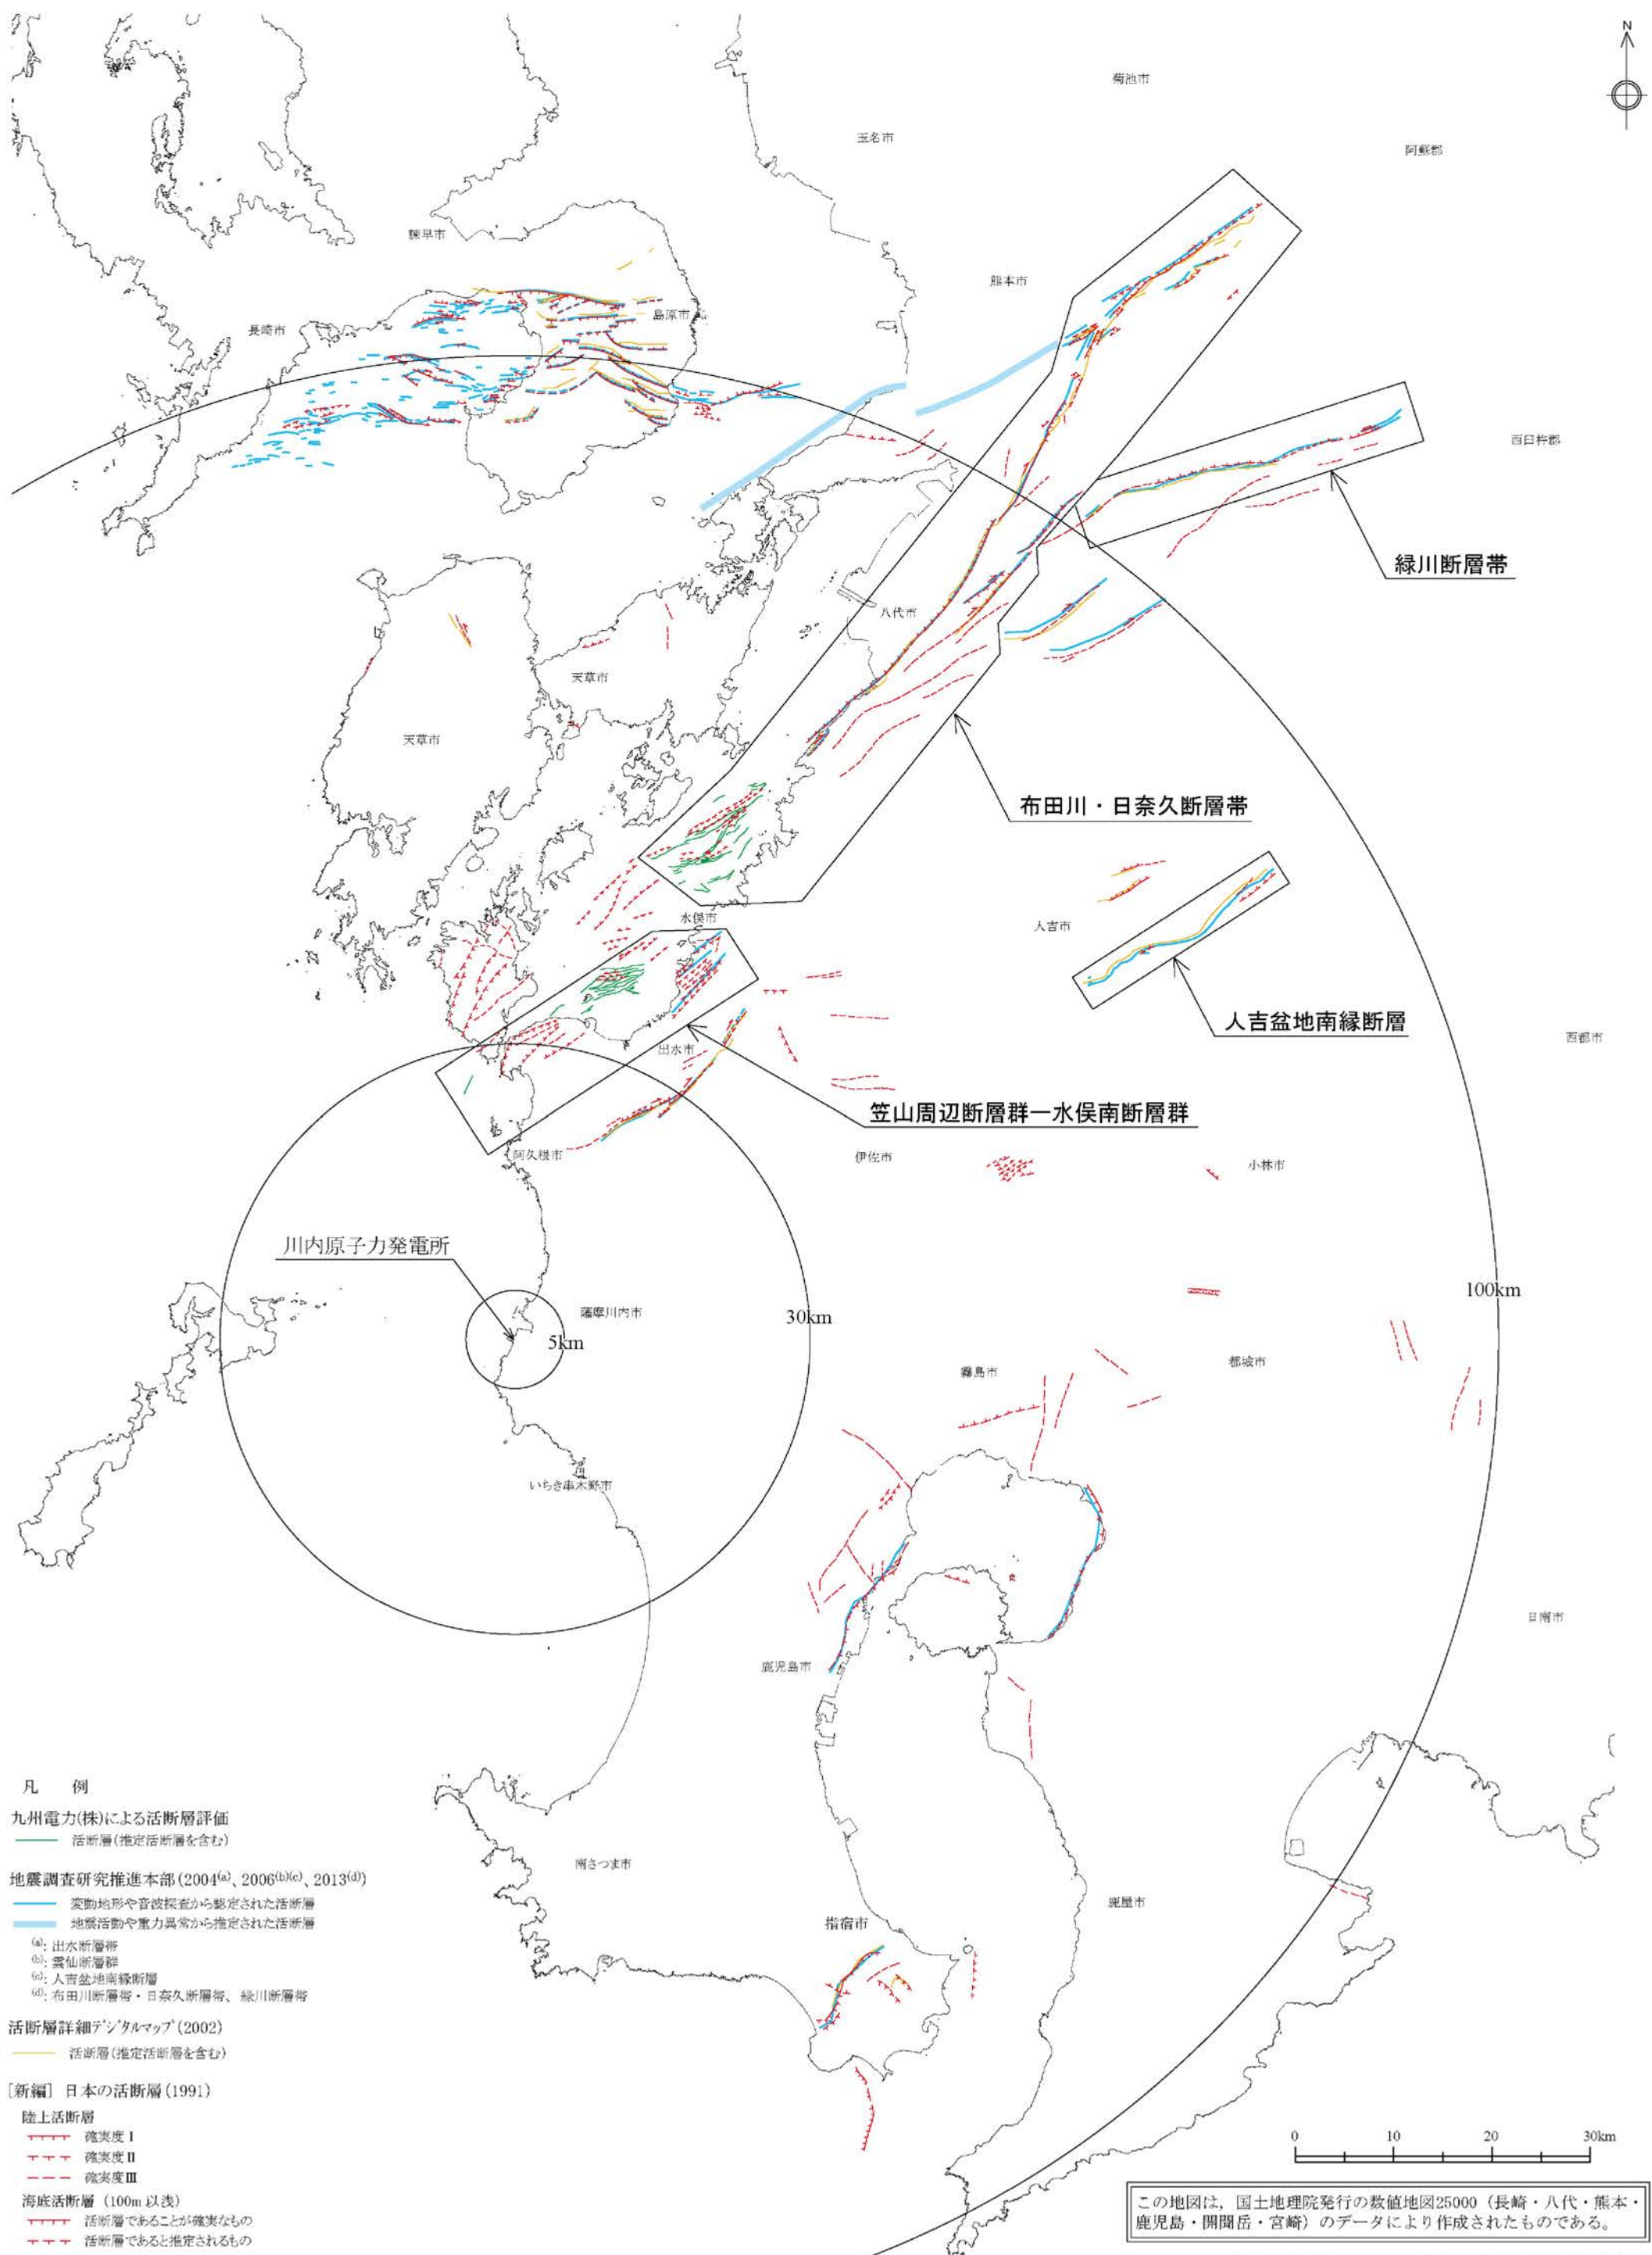 N
菊池市
玉名市
阿蘇郡
諫早市
熊本市
島原市
長崎市
西臼杵郡
緑川断層帯
八代市
天草市
天草市
布田川・日奈久断層帯
水俣市
人吉市
人吉盆地南縁断層
西都市
出水市
笠山周辺断層群―水俣南断層群
阿久根市
伊佐市
小林市
川内原子力発電所
100km
薩摩川内市
30km
5km
霧島市
都城市
いちき串木野市
日南市
鹿児島市
南さつま市
鹿屋市
指宿市
凡 例
九州電力(株)による活断層評価
活断層(推定活断層を含む)
地震調査研究推進本部(2004(a)、2006(b)(c)、2013(d))
変動地形や音波探査から認定された活断層
地震活動や重力異常から推定された活断層
(a): 出水断層帯
(b): 雲仙断層群
(c): 人吉盆地南縁断層
(d): 布田川断層帯・日奈久断層帯、緑川断層帯
活断層詳細デジタルマップ(2002)
活断層(推定活断層を含む)
[新編] 日本の活断層(1991)
陸上活断層
確実度Ⅰ
確実度Ⅱ
確実度Ⅲ
海底活断層 (100m以浅)
活断層であることが確実なもの
活断層であると推定されるもの
0 10 20 30km
この地図は，国土地理院発行の数値地図25000（長崎・八代・熊本・
鹿児島・開聞岳・宮崎）のデータにより作成されたものである。